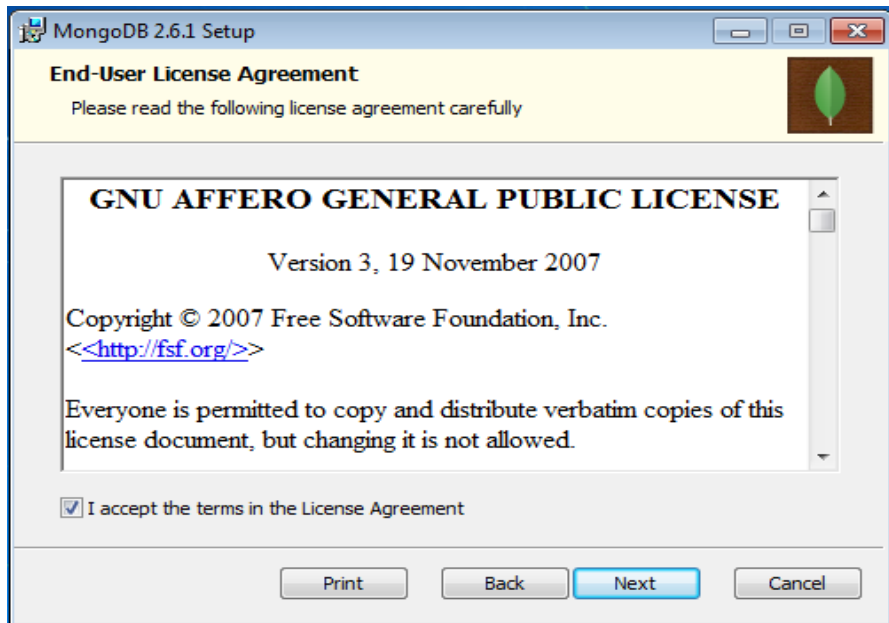 MongoDB 2.6.1 Setup
End-User License Agreement
Please read the following license agreement carefully
GNU AFFERO GENERAL PUBLIC LICENSE
Version 3, 19 November 2007
Copyright © 2007 Free Software Foundation, Inc.
<<http://fsf.org/>>
Everyone is permitted to copy and distribute verbatim copies of this
license document, but changing it is not allowed.
I accept the terms in the License Agreement
Print Back Next Cancel